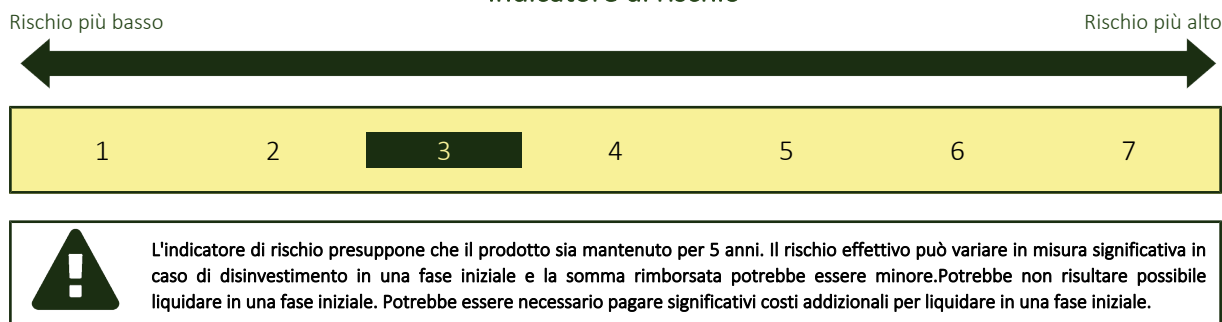 Indicatore di rischio
Rischio più basso
Rischio più alto
1 2 3 4 5 6 7
L'indicatore di rischio presuppone che il prodotto sia mantenuto per 5 anni. Il rischio effettivo può variare in misura significativa in
caso di disinvestimento in una fase iniziale e la somma rimborsata potrebbe essere minore.Potrebbe non risultare possibile
liquidare in una fase iniziale. Potrebbe essere necessario pagare significativi costi addizionali per liquidare in una fase iniziale.